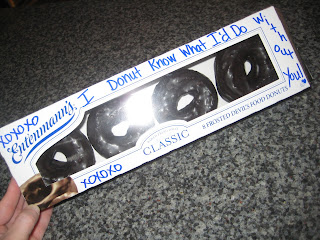 XOXOXO
I Donut Know What I'd Do Without You!
Entenmann's
CLASSIC
8 FROSTED DEVIL'S FOOD DONUTS
XOXOXO